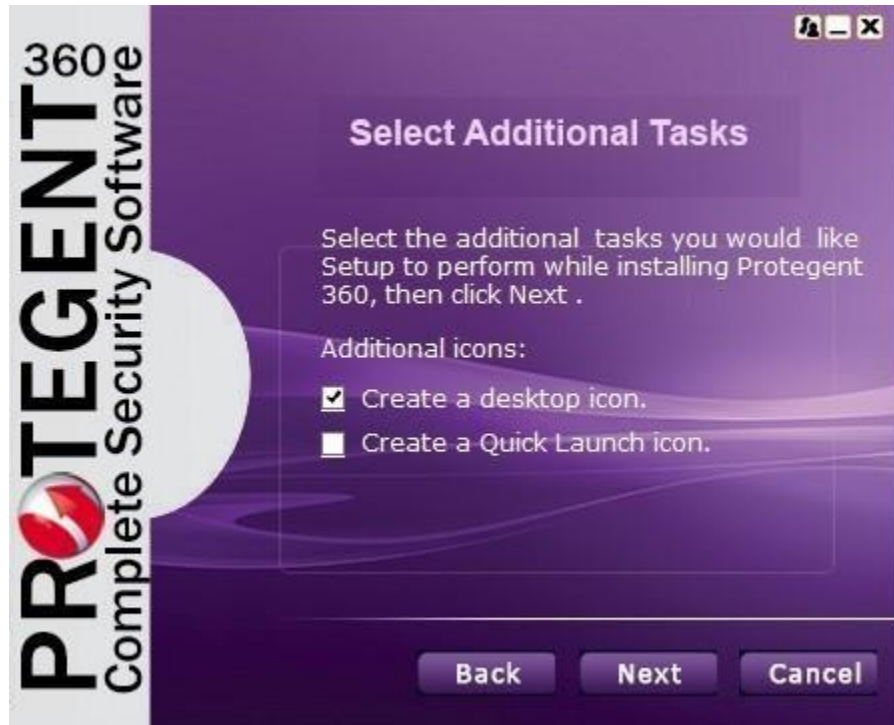 PROTEGENT 360
Complete Security Software
Select Additional Tasks
Select the additional tasks you would like
Setup to perform while installing Protegent
360, then click Next .
Additional icons:
Create a desktop icon.
Create a Quick Launch icon.
Back
Next
Cancel